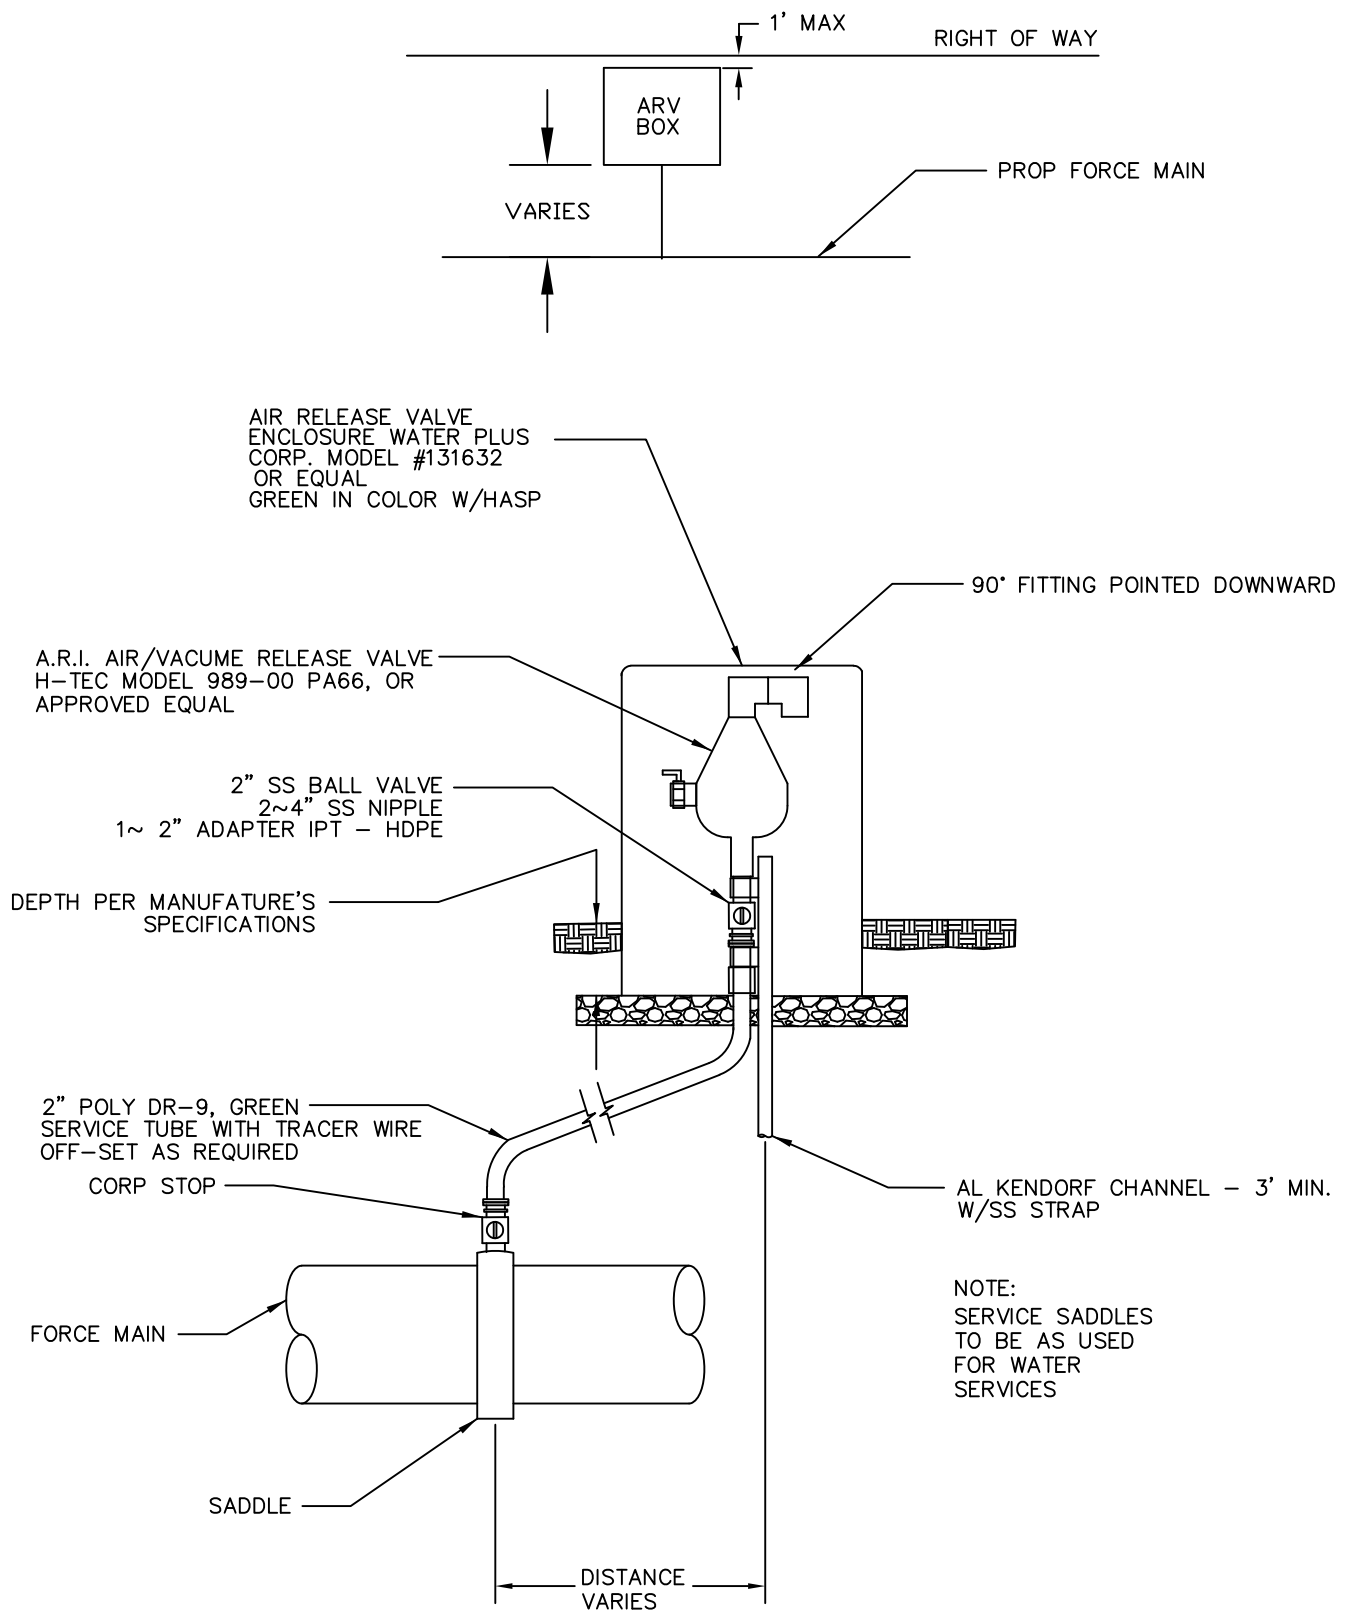 1' MAX
RIGHT OF WAY
ARV
BOX
PROP FORCE MAIN
VARIES
AIR RELEASE VALVE
ENCLOSURE WATER PLUS
CORP. MODEL #131632
OR EQUAL
GREEN IN COLOR W/HASP
90° FITTING POINTED DOWNWARD
A.R.I. AIR/VACUME RELEASE VALVE
H-TEC MODEL 989-00 PA66, OR
APPROVED EQUAL
2" SS BALL VALVE
2~4" SS NIPPLE
1~ 2" ADAPTER IPT - HDPE
DEPTH PER MANUFATURE'S
SPECIFICATIONS
2" POLY DR-9, GREEN
SERVICE TUBE WITH TRACER WIRE
OFF-SET AS REQUIRED
CORP STOP
AL KENDORF CHANNEL - 3' MIN.
W/SS STRAP
FORCE MAIN
NOTE:
SERVICE SADDLES
TO BE AS USED
FOR WATER
SERVICES
SADDLE
DISTANCE
VARIES